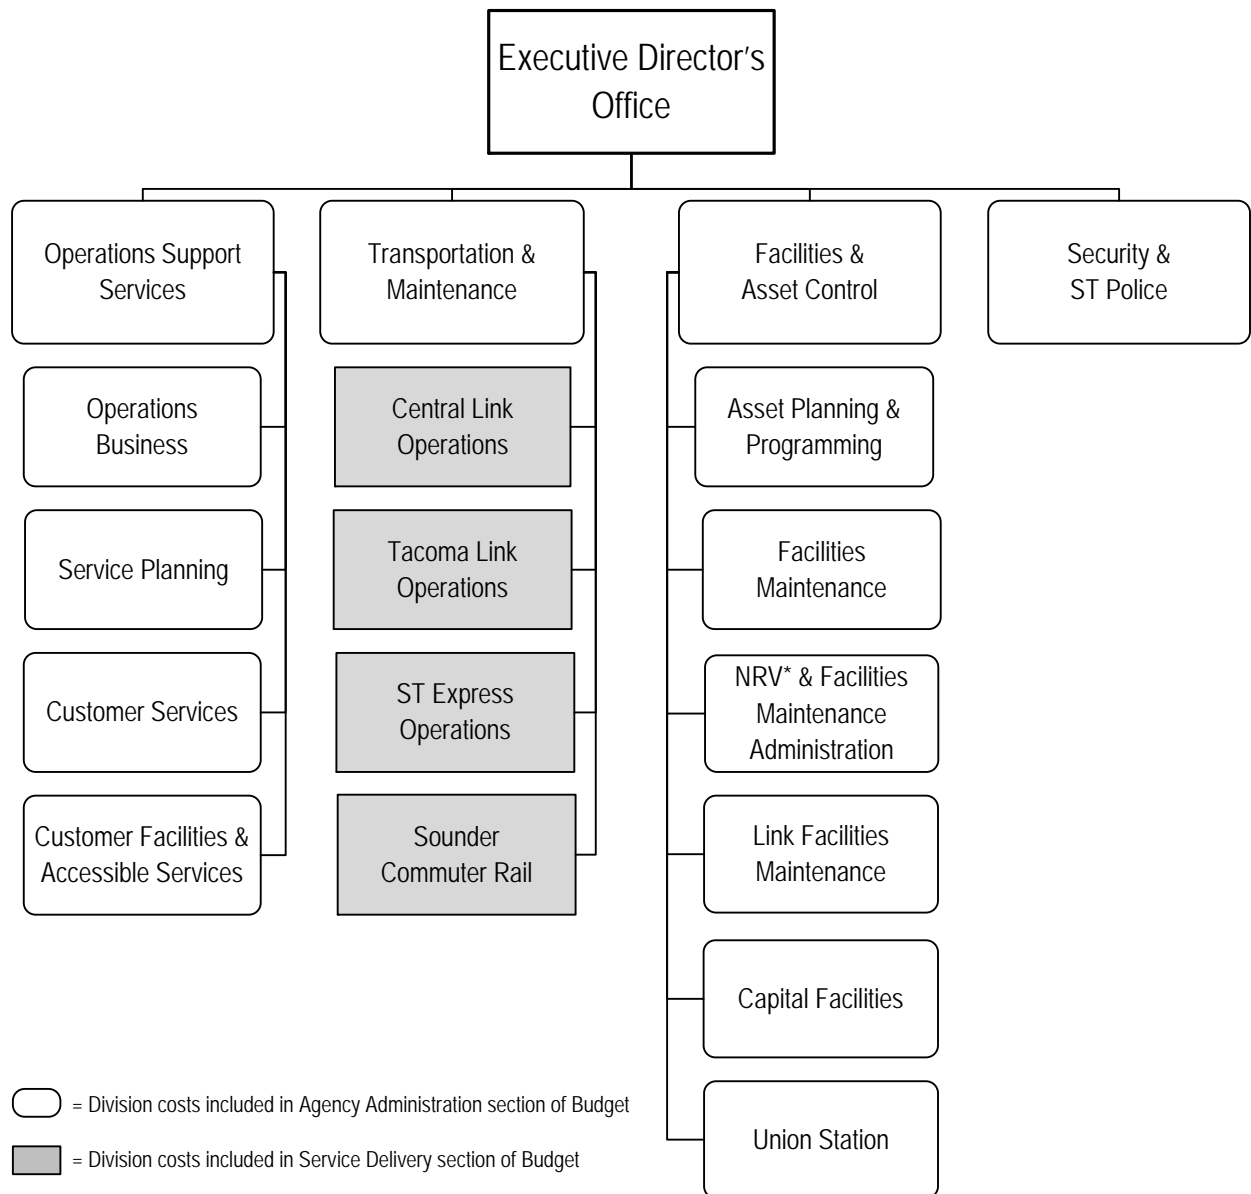 Executive Director's
Office
Operations Support
Services
Transportation &
Maintenance
Facilities &
Asset Control
Security &
ST Police
Operations
Business
Central Link
Operations
Asset Planning &
Programming
Service Planning
Tacoma Link
Operations
Facilities
Maintenance
Customer Services
ST Express
Operations
NRV* & Facilities
Maintenance
Administration
Customer Facilities &
Accessible Services
Sounder
Commuter Rail
Link Facilities
Maintenance
Capital Facilities
Union Station
= Division costs included in Agency Administration section of Budget
= Division costs included in Service Delivery section of Budget